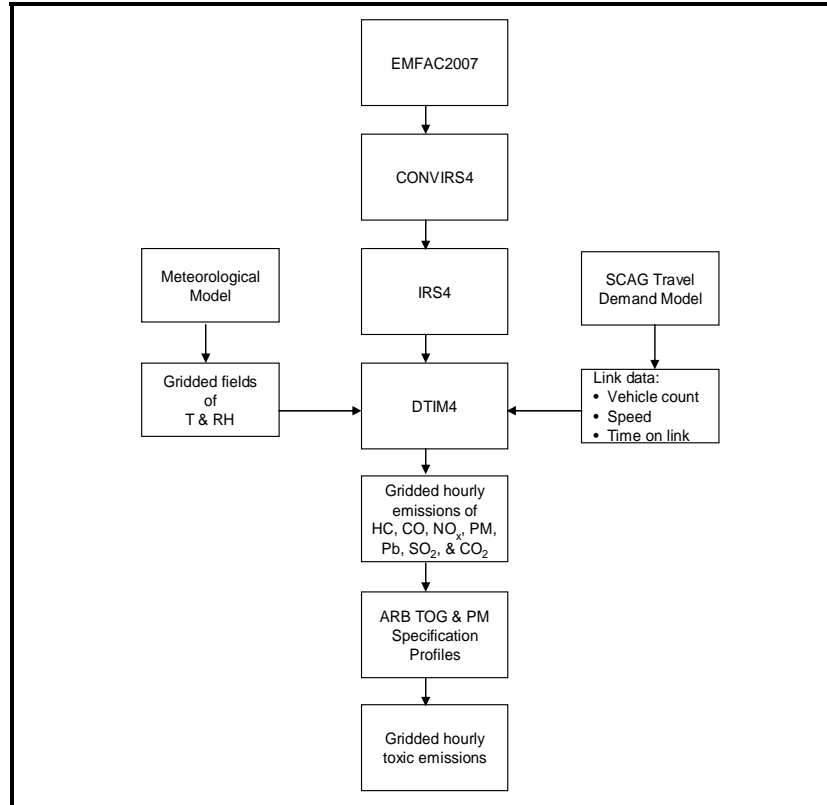 EMFAC2007
CONVIRS4
Meteorological
Model
IRS4
SCAG Travel
Demand Model
Gridded fields
of
T & RH
DTIM4
Link data:
• Vehicle count
• Speed
• Time on link
Gridded hourly
emissions of
HC, CO, NOₓ, PM,
Pb, SO₂, & CO₂
ARB TOG & PM
Specification
Profiles
Gridded hourly
toxic emissions